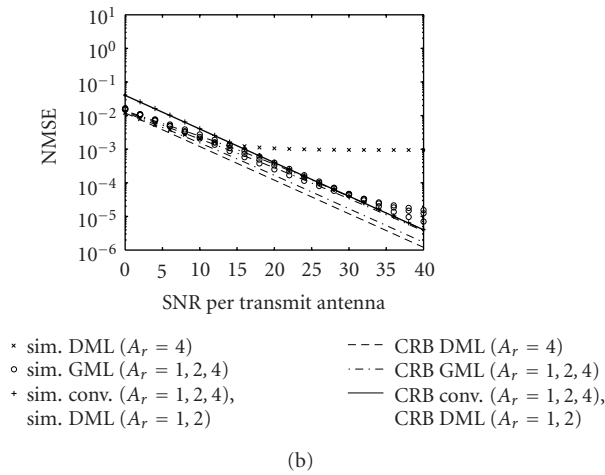 10^1
10^0
10^−1
10^−2
10^−3
10^−4
10^−5
10^−6
NMSE
0 5 10 15 20 25 30 35 40
SNR per transmit antenna
sim. DML (A_r = 4)
sim. GML (A_r = 1, 2, 4)
sim. conv. (A_r = 1, 2, 4),
sim. DML (A_r = 1, 2)
CRB DML (A_r = 4)
CRB GML (A_r = 1, 2, 4)
CRB conv. (A_r = 1, 2, 4),
CRB DML (A_r = 1, 2)
(b)